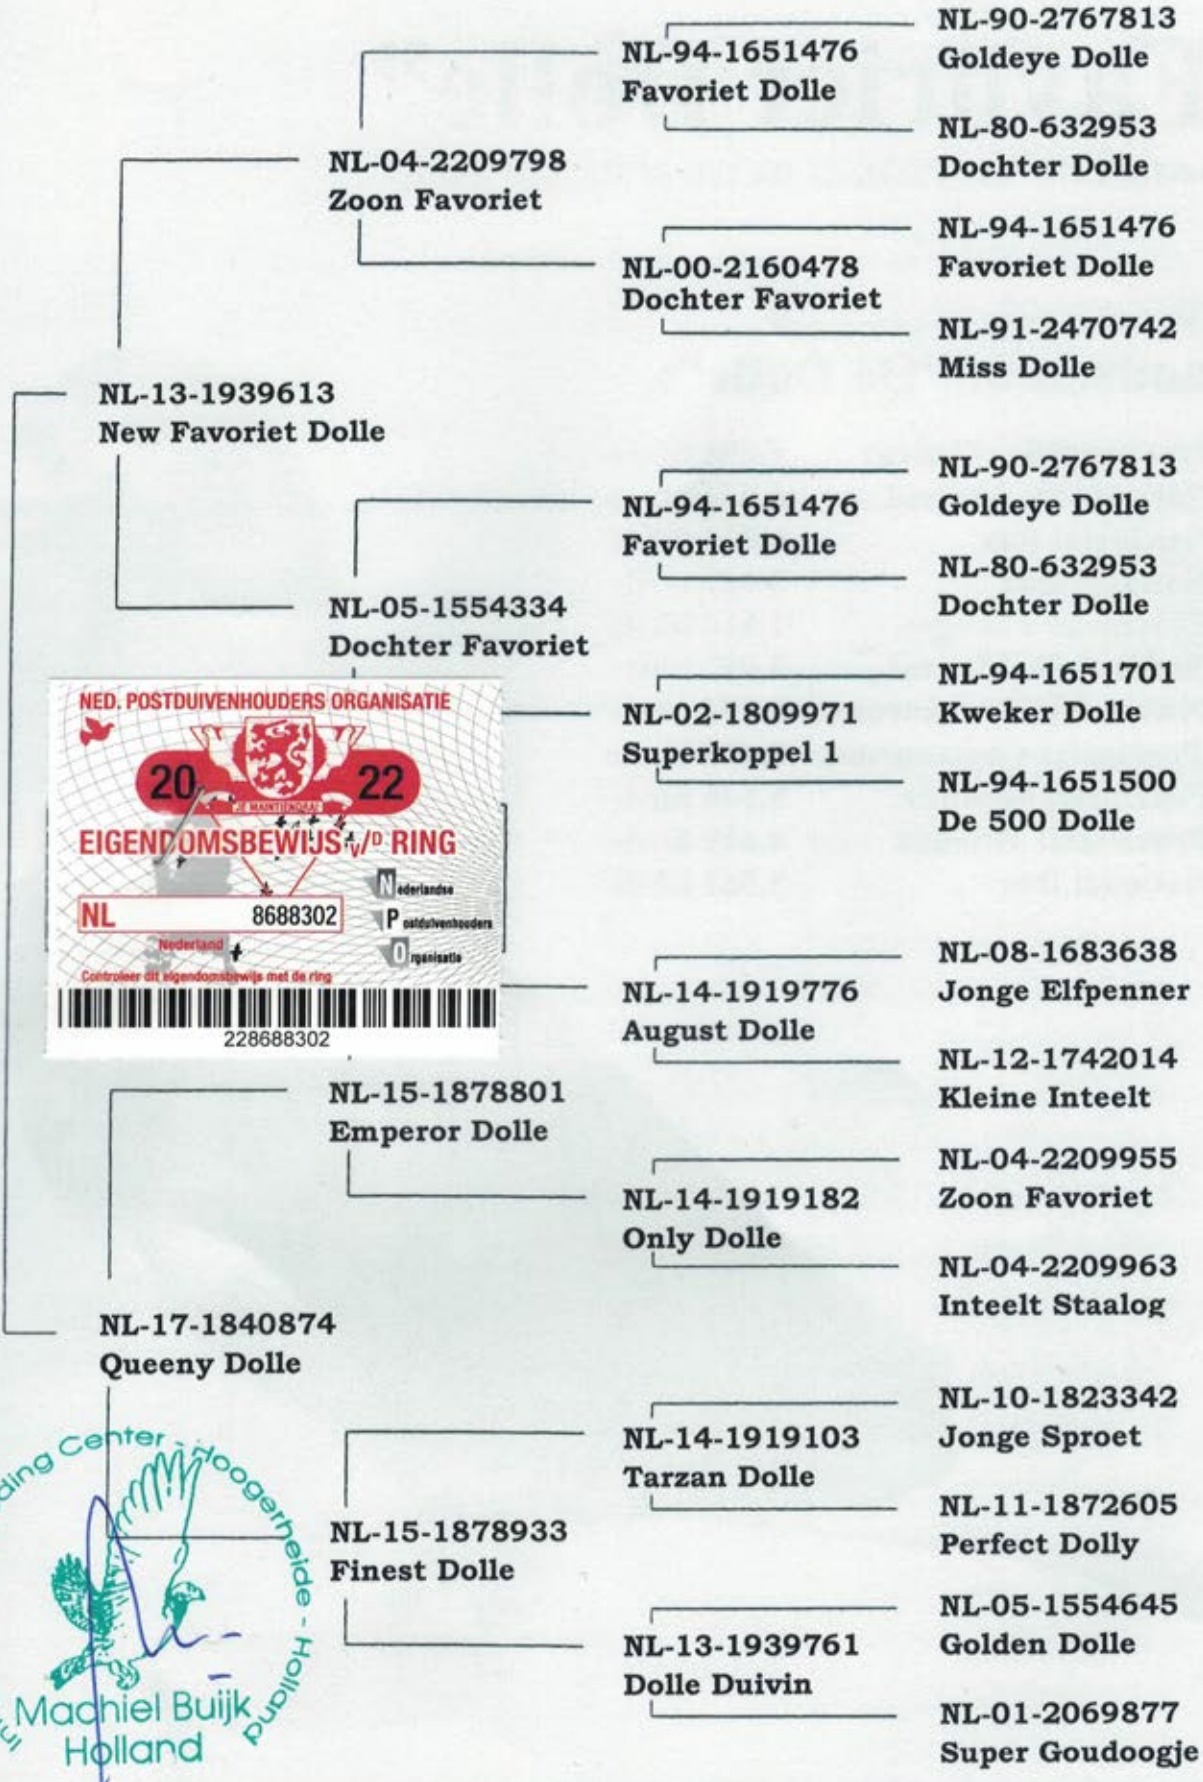 NL-90-2767813
Goldeye Dolle
NL-94-1651476
Favoriet Dolle
NL-80-632953
Dochter Dolle
NL-04-2209798
Zoon Favoriet
NL-94-1651476
Favoriet Dolle
NL-00-2160478
Dochter Favoriet
NL-91-2470742
Miss Dolle
NL-13-1939613
New Favoriet Dolle
NL-90-2767813
Goldeye Dolle
NL-94-1651476
Favoriet Dolle
NL-80-632953
Dochter Dolle
NL-05-1554334
Dochter Favoriet
NL-94-1651701
Kweker Dolle
NL-02-1809971
Superkoppel 1
NL-94-1651500
De 500 Dolle
NED. POSTDUIVENHOUDERS ORGANISATIE
20 22
JE MAINTIENDRAI
EIGENDOMSBEWIJS v/D RING
NL 8688302
Nederland
Nederlandse
Postduivenhouders
Organisatie
Controleer dit eigendomsbewijs met de ring
228688302
NL-08-1683638
Jonge Elfpenner
NL-14-1919776
August Dolle
NL-12-1742014
Kleine Inteelt
NL-15-1878801
Emperor Dolle
NL-04-2209955
Zoon Favoriet
NL-14-1919182
Only Dolle
NL-04-2209963
Inteelt Staalog
NL-17-1840874
Queeny Dolle
NL-10-1823342
Jonge Sproet
NL-14-1919103
Tarzan Dolle
NL-11-1872605
Perfect Dolly
NL-15-1878933
Finest Dolle
NL-05-1554645
Golden Dolle
NL-13-1939761
Dolle Duivin
NL-01-2069877
Super Goudoogje
Center - Hoogerheide - Holland
Machiel Buijk
Holland